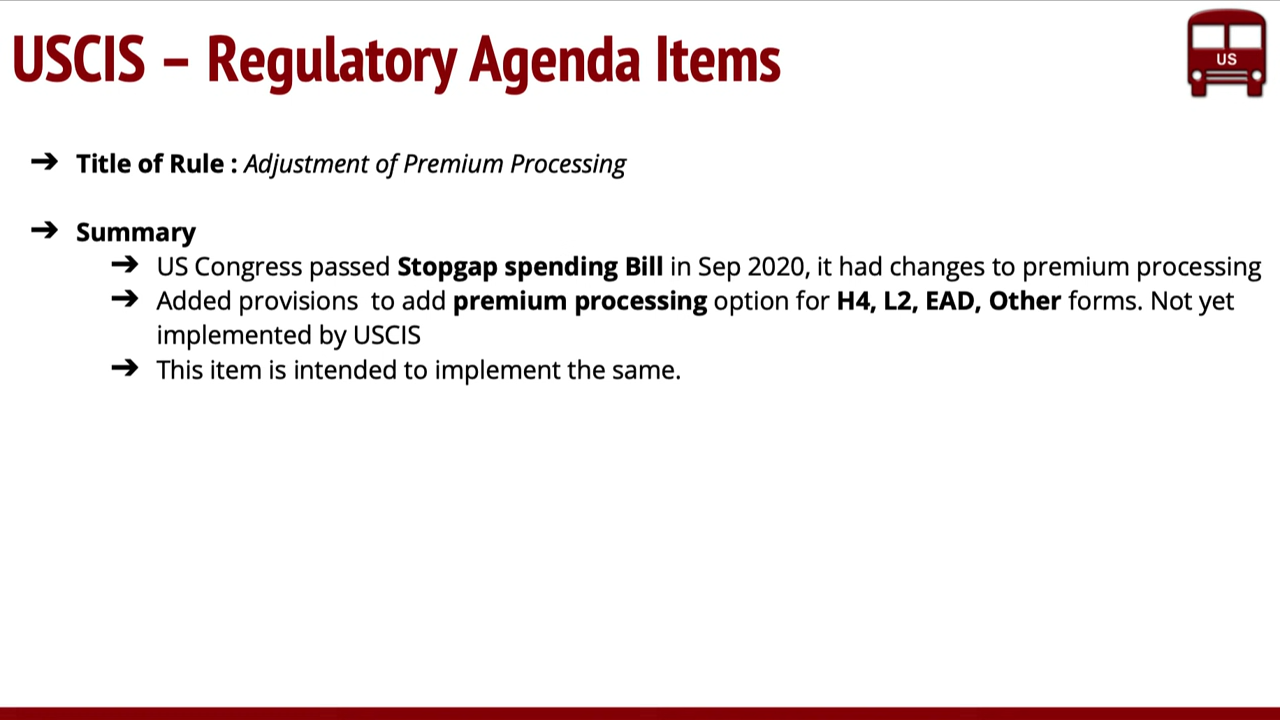 USCIS – Regulatory Agenda Items
US
➔ Title of Rule : Adjustment of Premium Processing
➔ Summary
➔ US Congress passed Stopgap spending Bill in Sep 2020, it had changes to premium processing
➔ Added provisions to add premium processing option for H4, L2, EAD, Other forms. Not yet
implemented by USCIS
➔ This item is intended to implement the same.